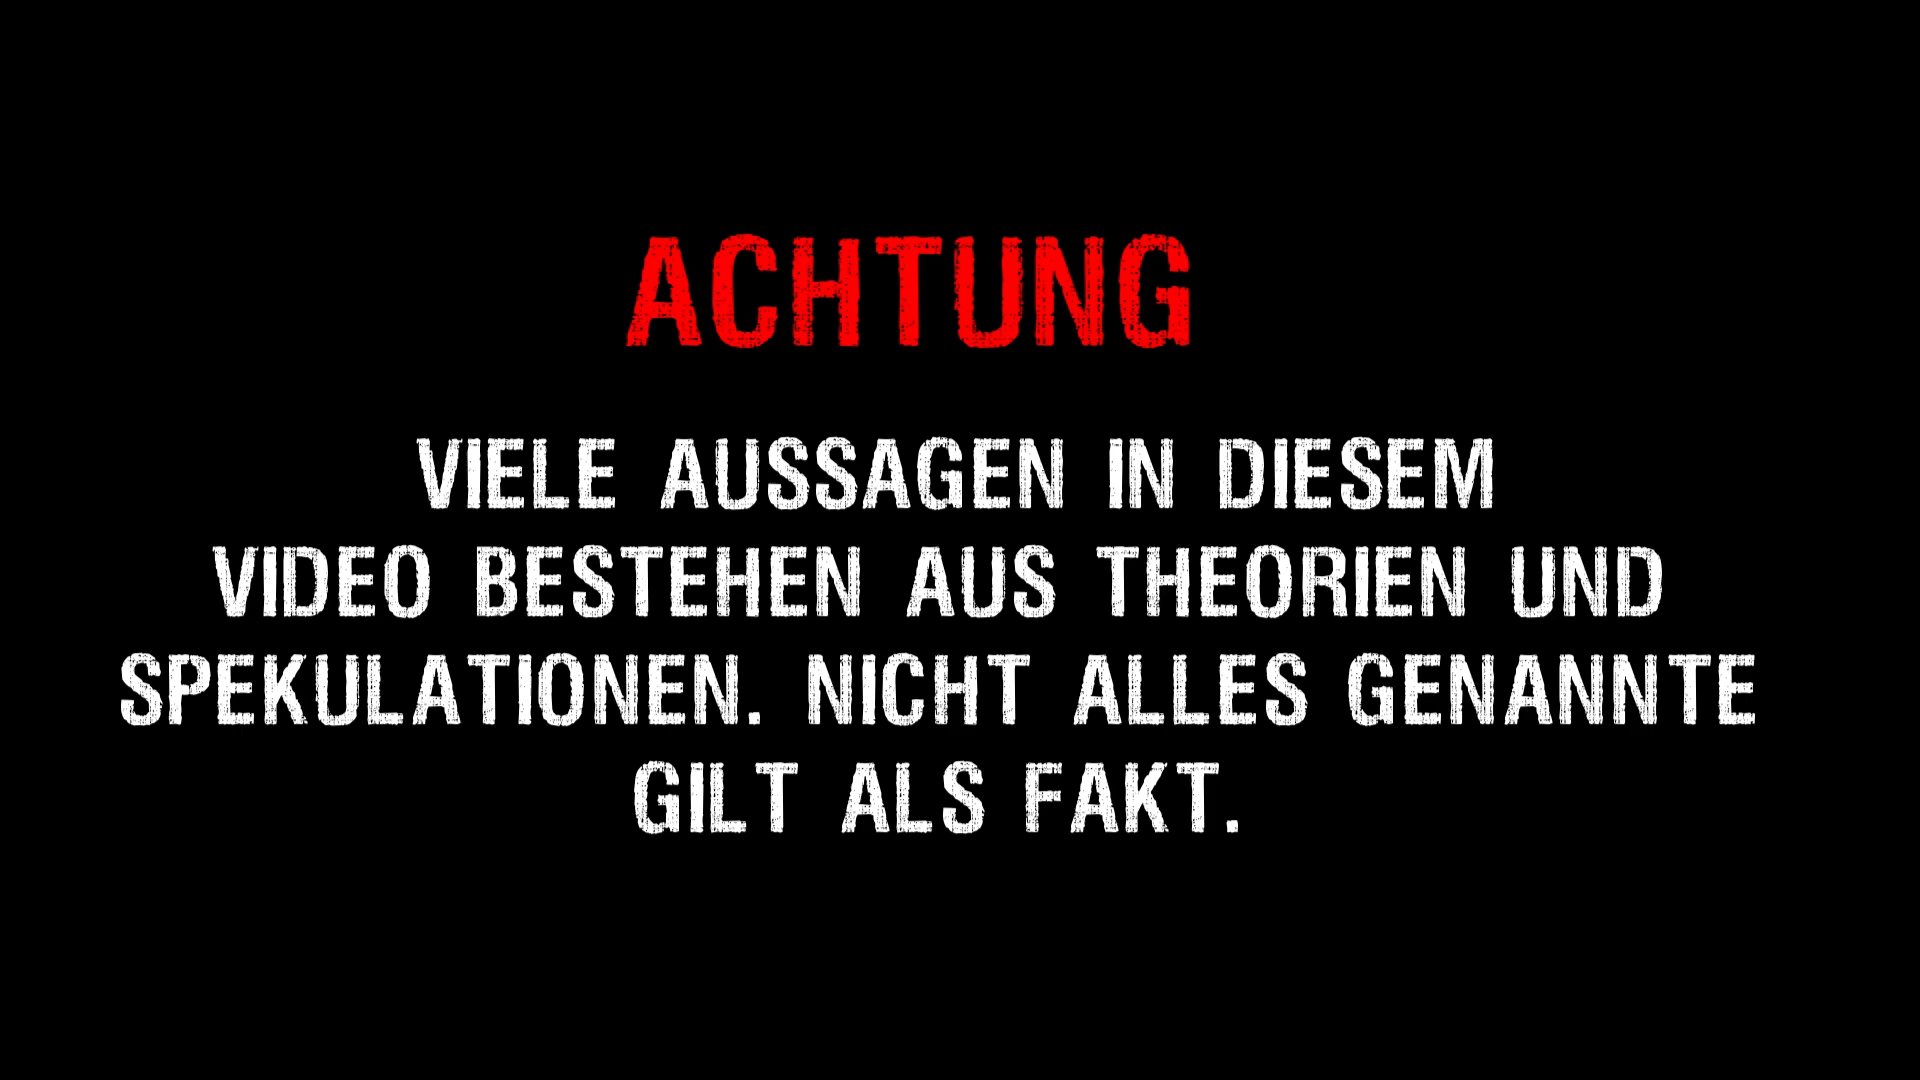 ACHTUNG
VIELE AUSSAGEN IN DIESEM
VIDEO BESTEHEN AUS THEORIEN UND
SPEKULATIONEN. NICHT ALLES GENANNTE
GILT ALS FAKT.